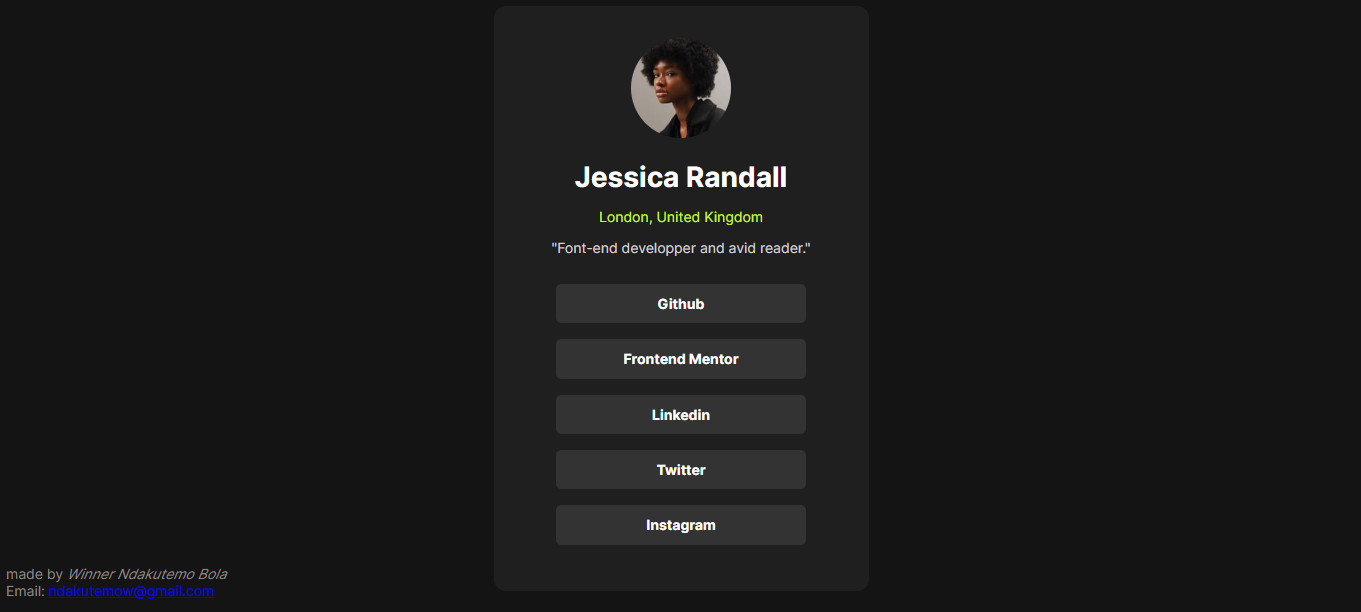 Jessica Randall
London, United Kingdom
"Font-end developper and avid reader."
Github
Frontend Mentor
Linkedin
Twitter
Instagram
made by Winner Ndakutemo Bola
Email: ndakutemow@gmail.com